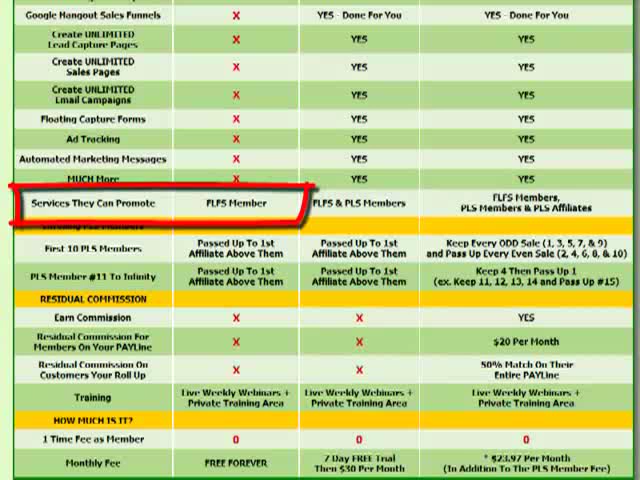 Google Hangout Sales Funnels X YES - Done For You YES - Done For You
Create UNLIMITED
Lead Capture Pages X YES YES
Create UNLIMITED
Sales Pages X YES YES
Create UNLIMITED
Email Campaigns X YES YES
Floating Capture Forms X YES YES
Ad Tracking X YES YES
Automated Marketing Messages X YES YES
MUCH More X YES YES
Services They Can Promote FLFS Member FLFS & PLS Members FLFS Members,
PLS Members & PLS Affiliates
First 10 PLS Members Passed Up To 1st
Affiliate Above Them Passed Up To 1st
Affiliate Above Them Keep Every ODD Sale (1, 3, 5, 7, & 9)
and Pass Up Every Even Sale (2, 4, 6, 8, & 10)
PLS Member #11 To Infinity Passed Up To 1st
Affiliate Above Them Passed Up To 1st
Affiliate Above Them Keep 4 Then Pass Up 1
(ex. Keep 11, 12, 13, 14 and Pass Up #15)
RESIDUAL COMMISSION
Earn Commission X X YES
Residual Commission For
Members On Your PAYLine X X $20 Per Month
Residual Commission On
Customers Your Roll Up X X 50% Match On Their
Entire PAYLine
Training Live Weekly Webinars +
Private Training Area Live Weekly Webinars +
Private Training Area Live Weekly Webinars +
Private Training Area
HOW MUCH IS IT?
1 Time Fee as Member 0 0 0
Monthly Fee FREE FOREVER 7 Day FREE Trial
Then $30 Per Month * $23.97 Per Month
(In Addition To The PLS Member Fee)